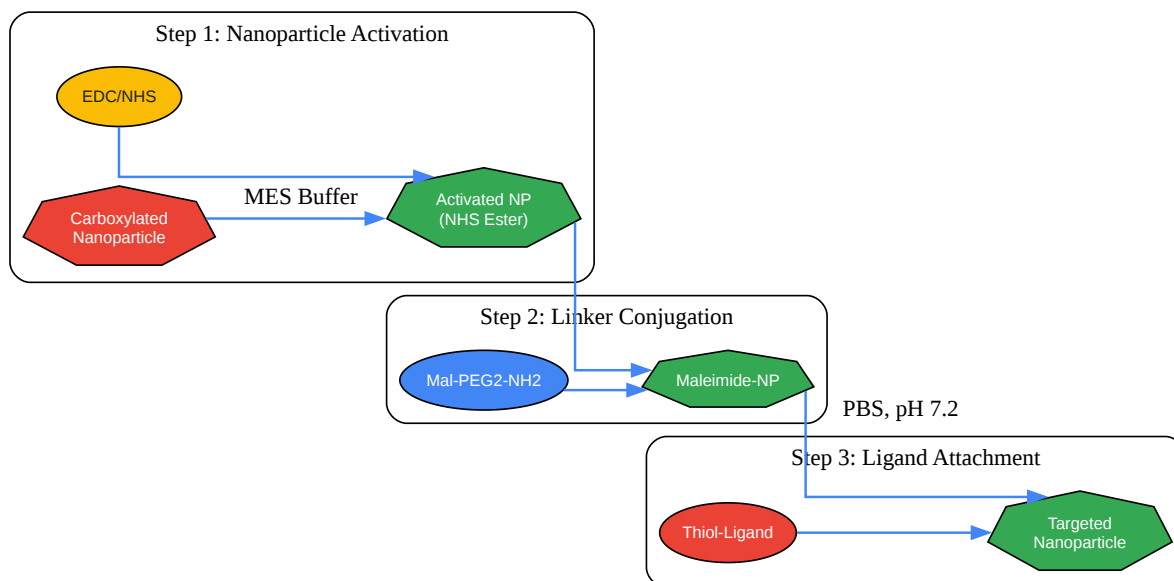 Step 1: Nanoparticle Activation
EDC/NHS
MES Buffer
Carboxylated
Nanoparticle
Activated NP
(NHS Ester)
Step 2: Linker Conjugation
Mal-PEG2-NH2
Maleimide-NP
PBS, pH 7.2
Step 3: Ligand Attachment
Thiol-Ligand
Targeted
Nanoparticle